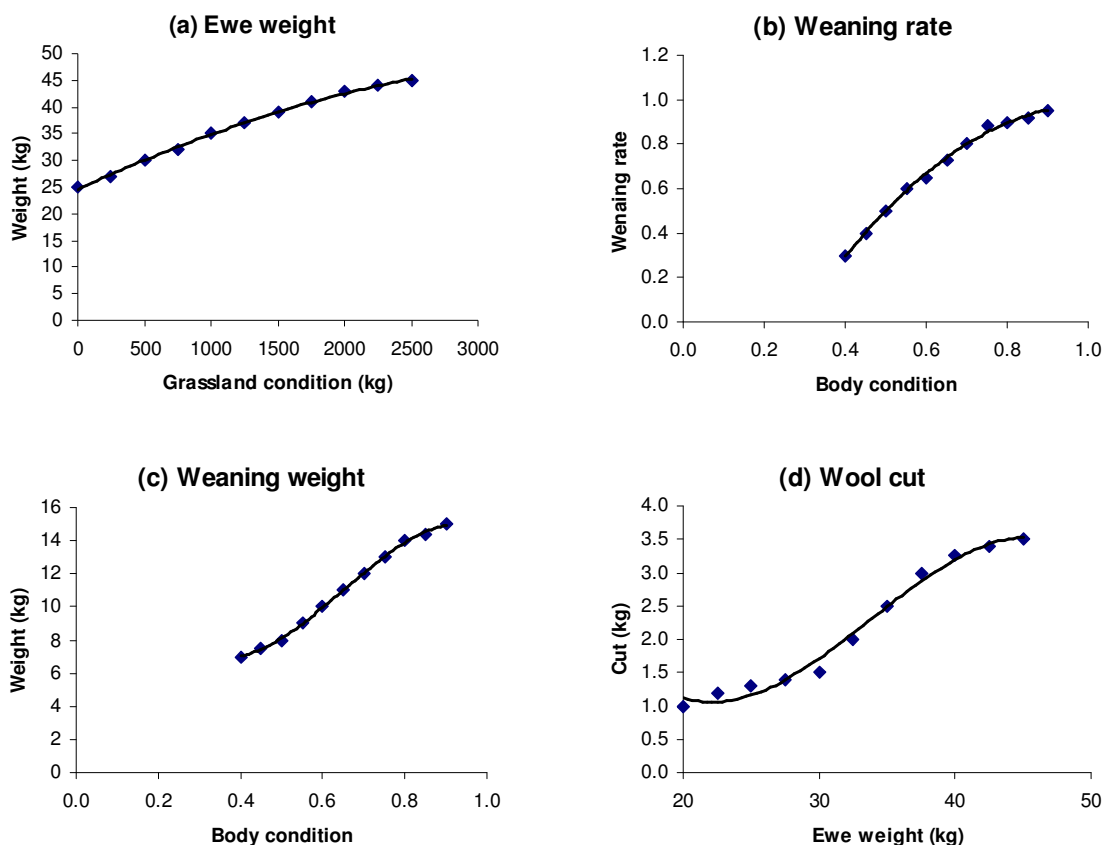 (a) Ewe weight
50
45
40
35
30
25
20
15
10
5
0
Weight (kg)
0 500 1000 1500 2000 2500 3000
Grassland condition (kg)
(b) Weaning rate
1.2
1.0
0.8
0.6
0.4
0.2
0.0
Wenaing rate
0.0 0.2 0.4 0.6 0.8 1.0
Body condition
(c) Weaning weight
16
14
12
10
8
6
4
2
0
Weight (kg)
0.0 0.2 0.4 0.6 0.8 1.0
Body condition
(d) Wool cut
4.0
3.5
3.0
2.5
2.0
1.5
1.0
0.5
0.0
Cut (kg)
20 30 40 50
Ewe weight (kg)